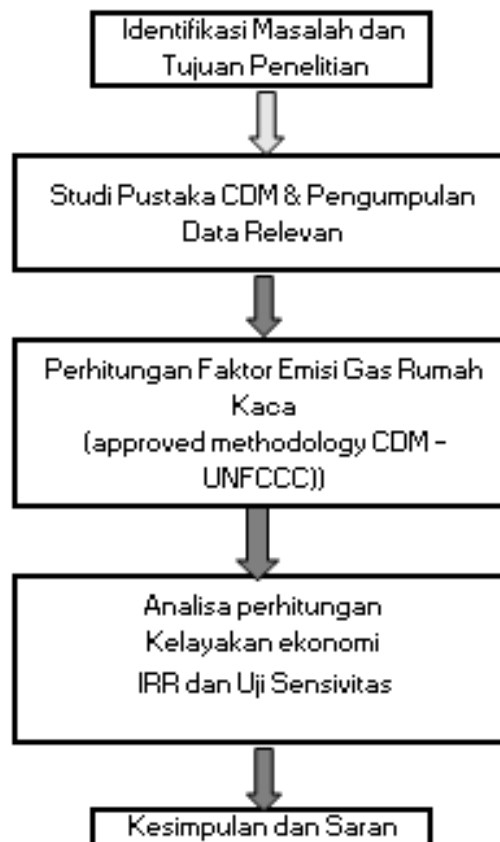 Identifikasi Masalah dan
Tujuan Penelitian
Studi Pustaka CDM & Pengumpulan
Data Relevan
Perhitungan Faktor Emisi Gas Rumah
Kaca
(approved methodology CDM –
UNFCCC))
Analisa perhitungan
Kelayakan ekonomi
IRR dan Uji Sensivitas
Kesimpulan dan Saran